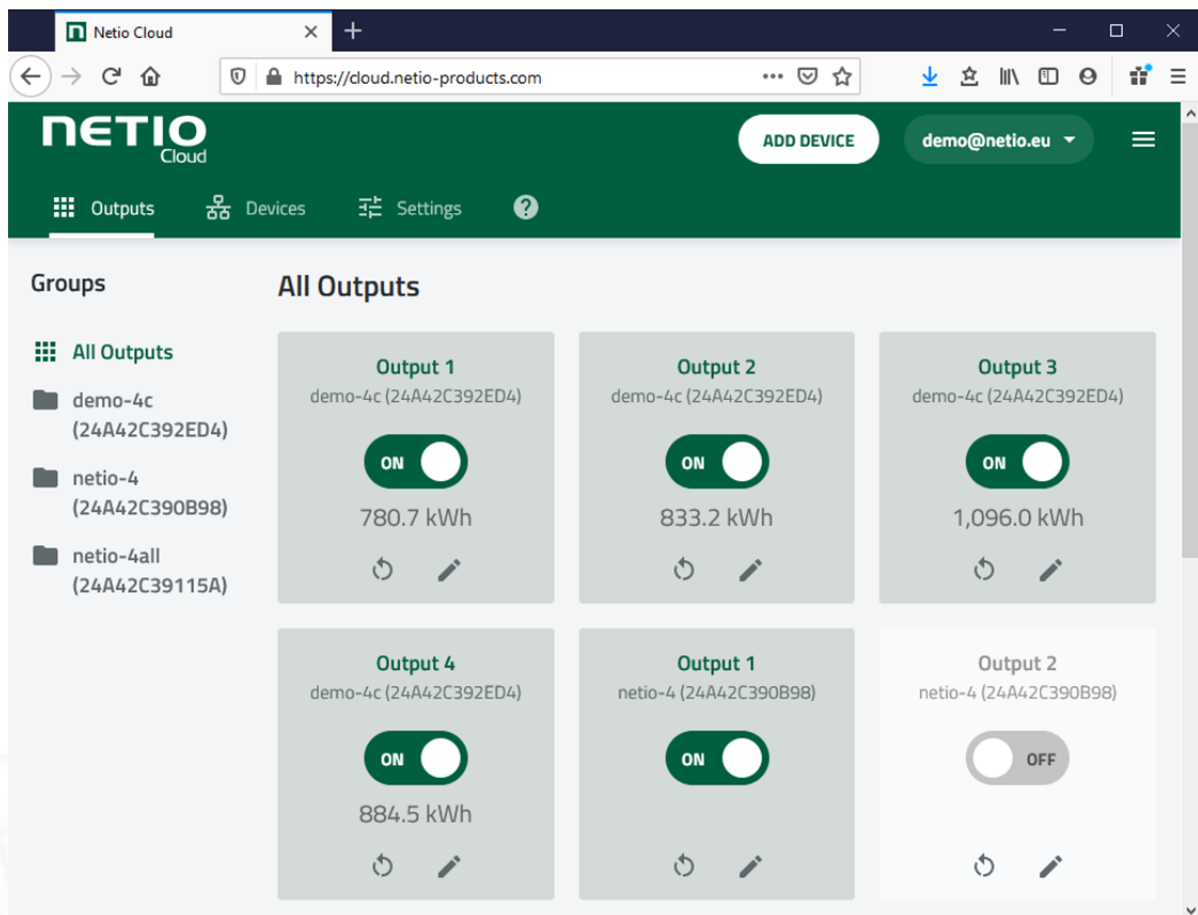 Netio Cloud
https://cloud.netio-products.com
NETIO
Cloud
ADD DEVICE
demo@netio.eu
Outputs
Devices
Settings
?
Groups
All Outputs
demo-4c
(24A42C392ED4)
netio-4
(24A42C390B98)
netio-4all
(24A42C39115A)
All Outputs
Output 1
demo-4c (24A42C392ED4)
ON
780.7 kWh
Output 2
demo-4c (24A42C392ED4)
ON
833.2 kWh
Output 3
demo-4c (24A42C392ED4)
ON
1,096.0 kWh
Output 4
demo-4c (24A42C392ED4)
ON
884.5 kWh
Output 1
netio-4 (24A42C390B98)
ON
Output 2
netio-4 (24A42C390B98)
OFF